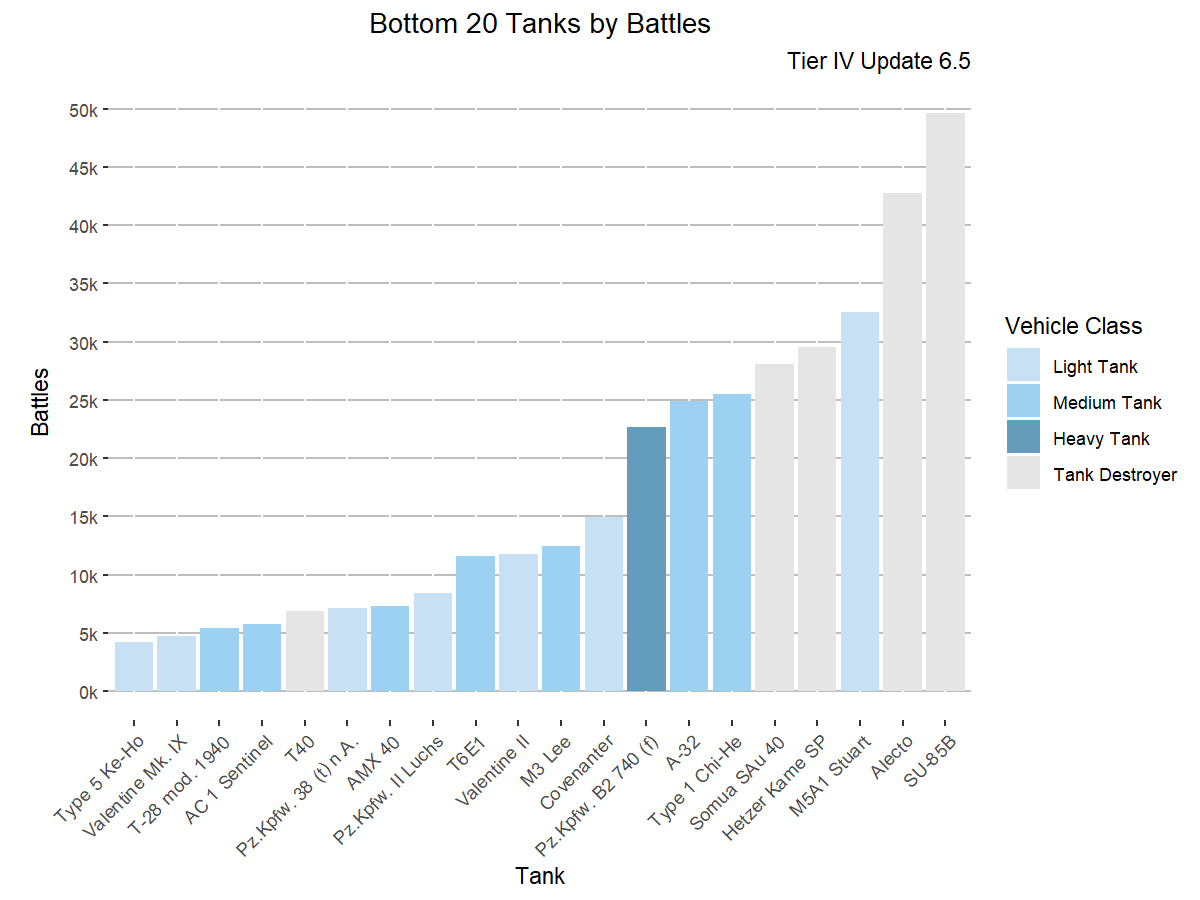 Bottom 20 Tanks by Battles
Tier IV Update 6.5
50k
45k
40k
35k
30k
25k
20k
15k
10k
5k
0k
Battles
Type 5 Ke-Ho
Valentine Mk. IX
T-28 mod. 1940
AC 1 Sentinel
T40
Pz.Kpfw. 38 (t) n.A.
AMX 40
Pz.Kpfw. II Luchs
T6E1
Valentine II
M3 Lee
Covenanter
Pz.Kpfw. B2 740 (f)
A-32
Type 1 Chi-He
Somua SAu 40
Hetzer Kame SP
M5A1 Stuart
Alecto
SU-85B
Tank
Vehicle Class
Light Tank
Medium Tank
Heavy Tank
Tank Destroyer